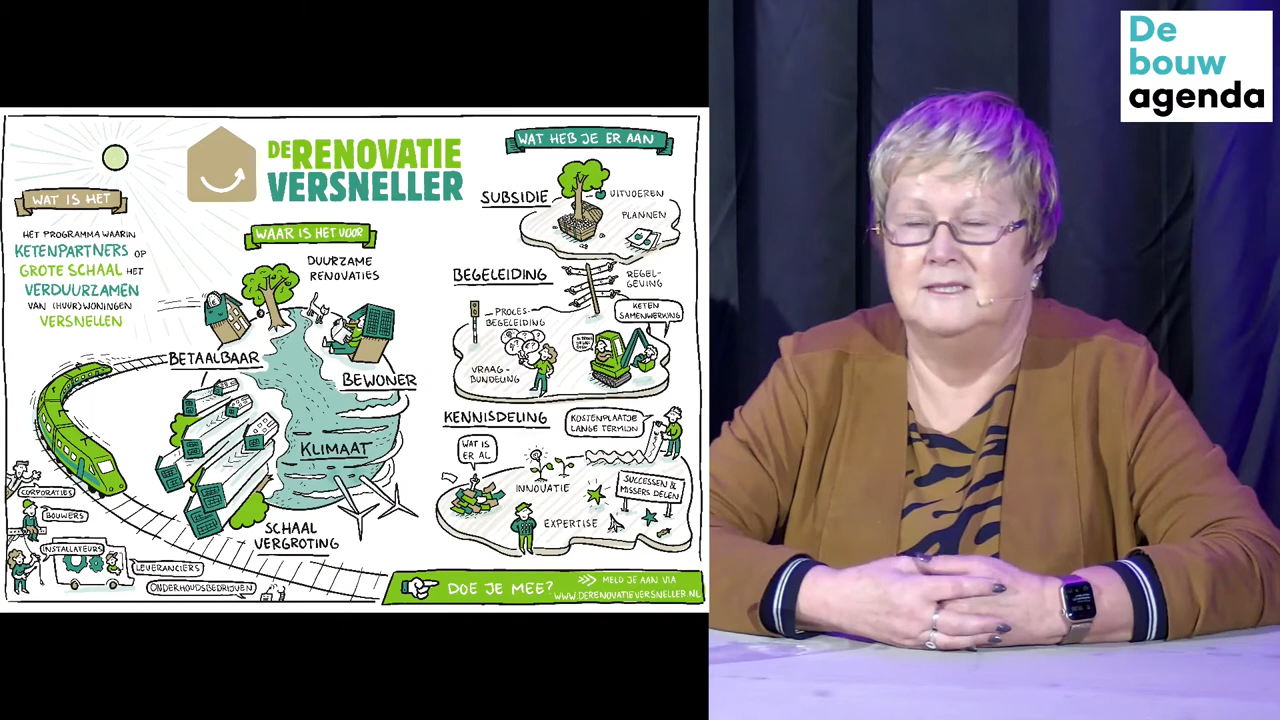 De
bouw
agenda
DE RENOVATIE
VERSNELLER
WAT IS HET
HET PROGRAMMA WAARIN
KETENPARTNERS OP
GROTE SCHAAL HET
VERDUURZAMEN
VAN (HUUR)WONINGEN
VERSNELLEN
WAAR IS HET VOOR
DUURZAME
RENOVATIES
BETAALBAAR
BEWONER
KLIMAAT
SCHAAL
VERGROTING
CORPORATIES
BOUWERS
INSTALLATEURS
LEVERANCIERS
ONDERHOUDSBEDRIJVEN
WAT HEB JE ER AAN
SUBSIDIE
UITVOEREN
PLANNEN
BEGELEIDING
REGEL-
GEVING
PROCES-
BEGELEIDING
KETEN
SAMENWERKING
VRAAG-
BUNDELING
KENNISDELING
KOSTENPLAATJE
LANGE TERMIJN
WAT IS
ER AL
INNOVATIE
SUCCESSEN &
MISSERS DELEN
EXPERTISE
DOE JE MEE?
MELD JE AAN VIA
WWW.DERENOVATIEVERSNELLER.NL